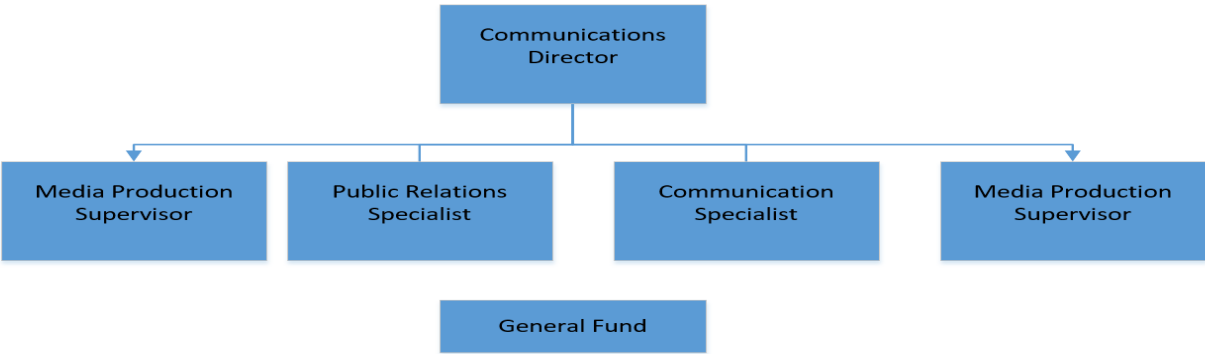 Communications
Director
Media Production
Supervisor
Public Relations
Specialist
Communication
Specialist
Media Production
Supervisor
General Fund